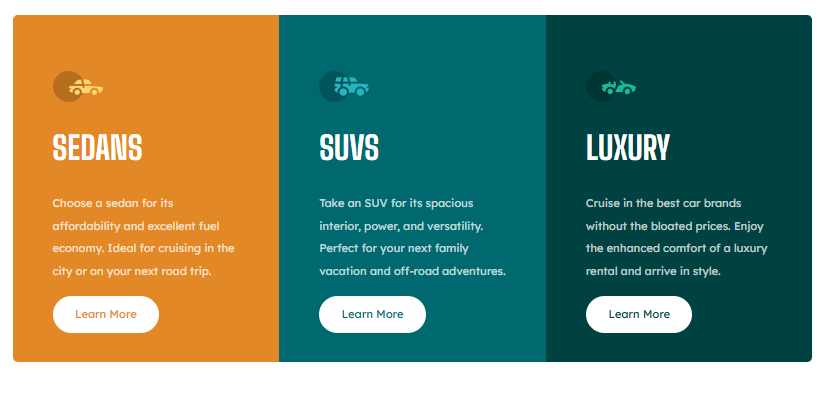 SEDANS
Choose a sedan for its
affordability and excellent fuel
economy. Ideal for cruising in the
city or on your next road trip.
Learn More
SUVS
Take an SUV for its spacious
interior, power, and versatility.
Perfect for your next family
vacation and off-road adventures.
Learn More
LUXURY
Cruise in the best car brands
without the bloated prices. Enjoy
the enhanced comfort of a luxury
rental and arrive in style.
Learn More